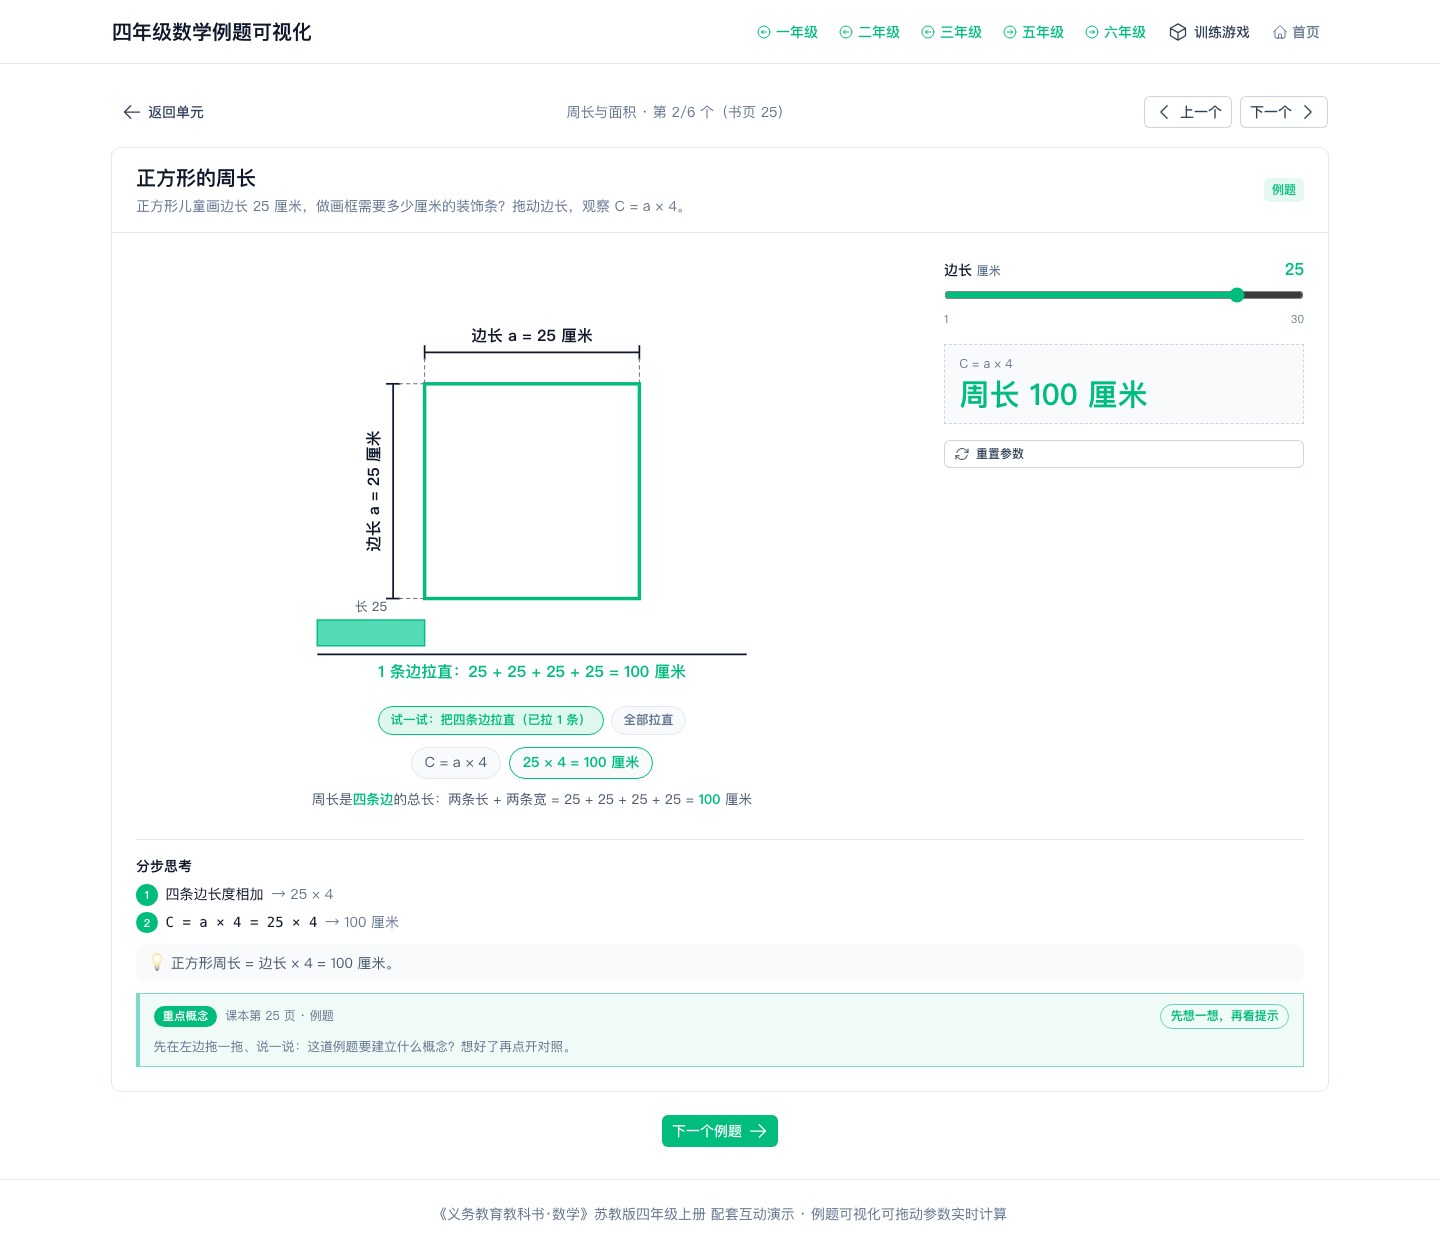 四年级数学例题可视化
一年级
二年级
三年级
五年级
六年级
训练游戏
首页
返回单元
周长与面积 · 第 2/6 个（书页 25）
上一个
下一个
正方形的周长
正方形儿童画边长 25 厘米，做画框需要多少厘米的装饰条？拖动边长，观察 C = a × 4。
例题
边长 a = 25 厘米
边长 a = 25 厘米
长 25
1 条边拉直：25 + 25 + 25 + 25 = 100 厘米
试一试：把四条边拉直（已拉 1 条）
全部拉直
C = a × 4
25 × 4 = 100 厘米
周长是四条边的总长：两条长 + 两条宽 = 25 + 25 + 25 + 25 = 100 厘米
边长 厘米
25
1
30
C = a × 4
周长 100 厘米
重置参数
分步思考
1 四条边长度相加 → 25 × 4
2 C = a × 4 = 25 × 4 → 100 厘米
💡 正方形周长 = 边长 × 4 = 100 厘米。
重点概念 课本第 25 页 · 例题
先想一想，再看提示
先在左边拖一拖、说一说：这道例题要建立什么概念？想好了再点开对照。
下一个例题 →
《义务教育教科书·数学》苏教版四年级上册 配套互动演示 · 例题可视化可拖动参数实时计算